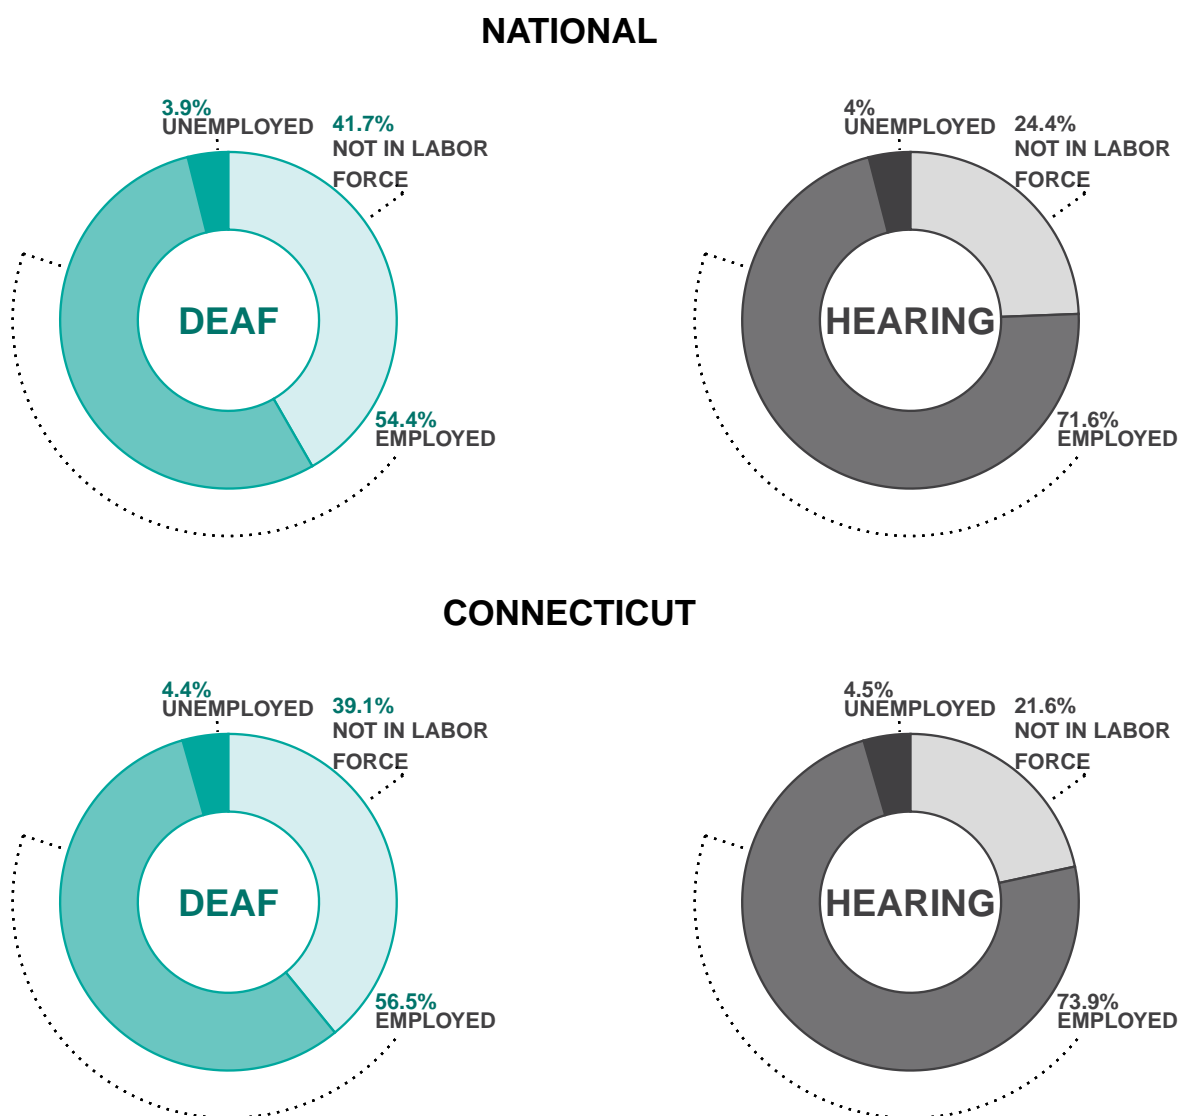 NATIONAL
3.9%
UNEMPLOYED
41.7%
NOT IN LABOR
FORCE
DEAF
54.4%
EMPLOYED
4%
UNEMPLOYED
24.4%
NOT IN LABOR
FORCE
HEARING
71.6%
EMPLOYED
CONNECTICUT
4.4%
UNEMPLOYED
39.1%
NOT IN LABOR
FORCE
DEAF
56.5%
EMPLOYED
4.5%
UNEMPLOYED
21.6%
NOT IN LABOR
FORCE
HEARING
73.9%
EMPLOYED